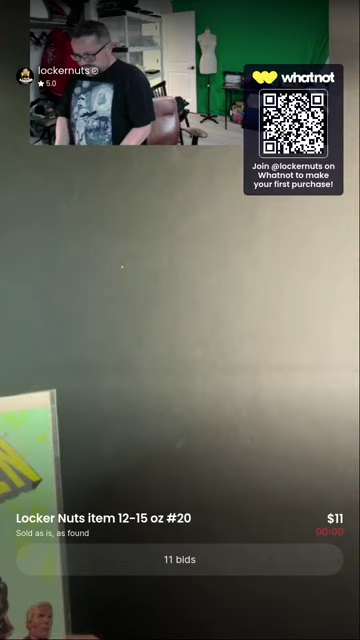 lockernuts
5.0
whatnot
Join @lockernuts on
Whatnot to make
your first purchase!
Locker Nuts item 12-15 oz #20
$11
Sold as is, as found
00:00
11 bids